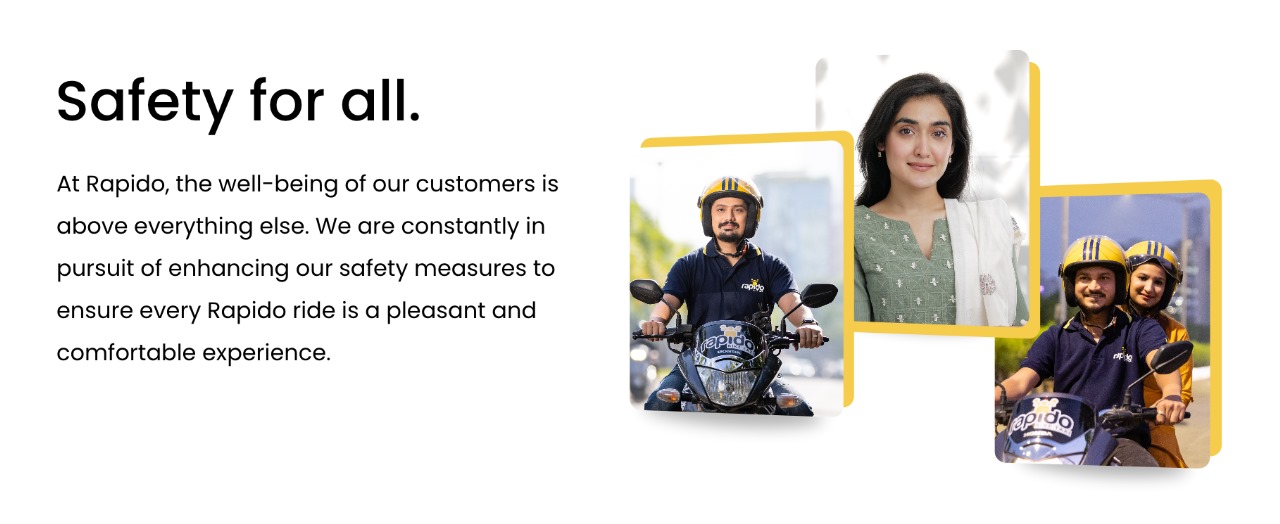 Safety for all.
At Rapido, the well-being of our customers is
above everything else. We are constantly in
pursuit of enhancing our safety measures to
ensure every Rapido ride is a pleasant and
comfortable experience.
rapido
rapido
rapido
rapido